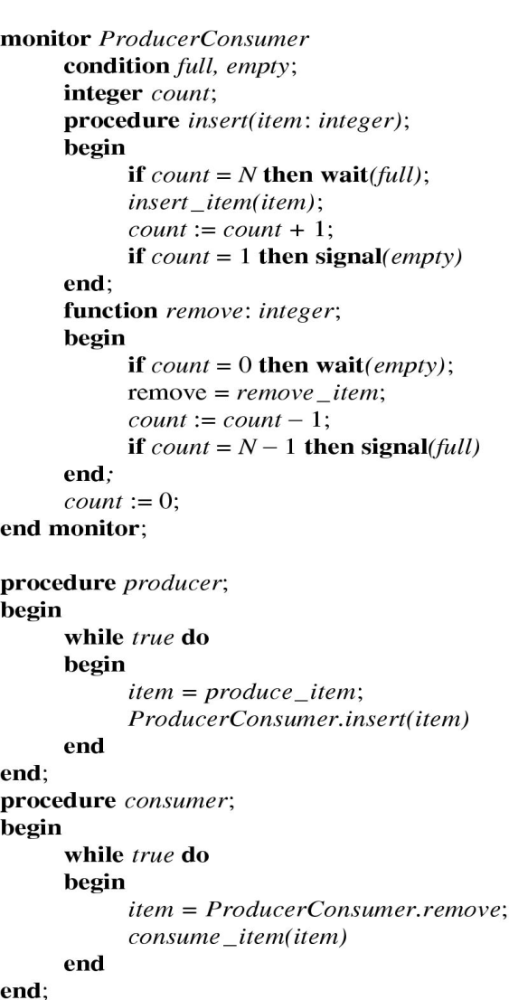 monitor ProducerConsumer
condition full, empty;
integer count;
procedure insert(item: integer);
begin
if count = N then wait(full);
insert_item(item);
count := count + 1;
if count = 1 then signal(empty)
end;
function remove: integer;
begin
if count = 0 then wait(empty);
remove = remove_item;
count := count − 1;
if count = N − 1 then signal(full)
end;
count := 0;
end monitor;
procedure producer;
begin
while true do
begin
item = produce_item;
ProducerConsumer.insert(item)
end
end;
procedure consumer;
begin
while true do
begin
item = ProducerConsumer.remove;
consume_item(item)
end
end;